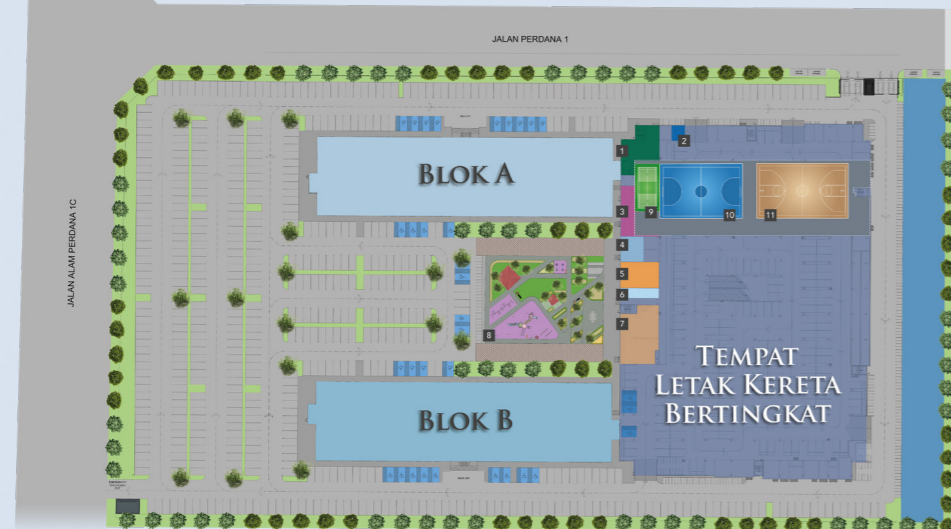 JALAN PERDANA 1
JALAN ALAM PERDANA 1C
BLOK A
1
2
3
9
10
11
4
5
6
7
8
TEMPAT
LETAK KERETA
BERTINGKAT
BLOK B